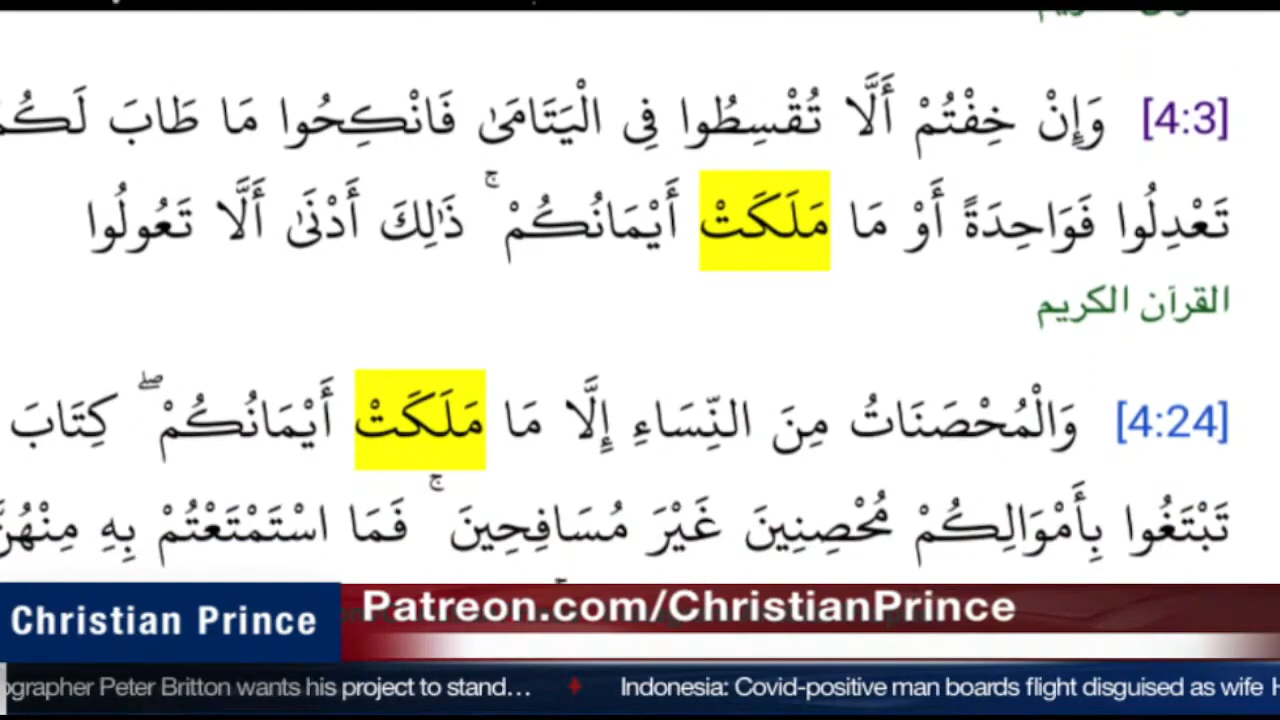 [4:3] وَإِنْ خِفْتُمْ أَلَّا تُقْسِطُوا فِي الْيَتَامَىٰ فَانْكِحُوا مَا طَابَ لَكُمْ
تَعْدِلُوا فَوَاحِدَةً أَوْ مَا مَلَكَتْ أَيْمَانُكُمْ ۚ ذَٰلِكَ أَدْنَىٰ أَلَّا تَعُولُوا
القرآن الكريم
[4:24] وَالْمُحْصَنَاتُ مِنَ النِّسَاءِ إِلَّا مَا مَلَكَتْ أَيْمَانُكُمْ ۖ كِتَابَ
تَبْتَغُوا بِأَمْوَالِكُمْ مُحْصِنِينَ غَيْرَ مُسَافِحِينَ ۚ فَمَا اسْتَمْتَعْتُمْ بِهِ مِنْهُنَّ
Christian Prince
Patreon.com/ChristianPrince
ographer Peter Britton wants his project to stand... Indonesia: Covid-positive man boards flight disguised as wife